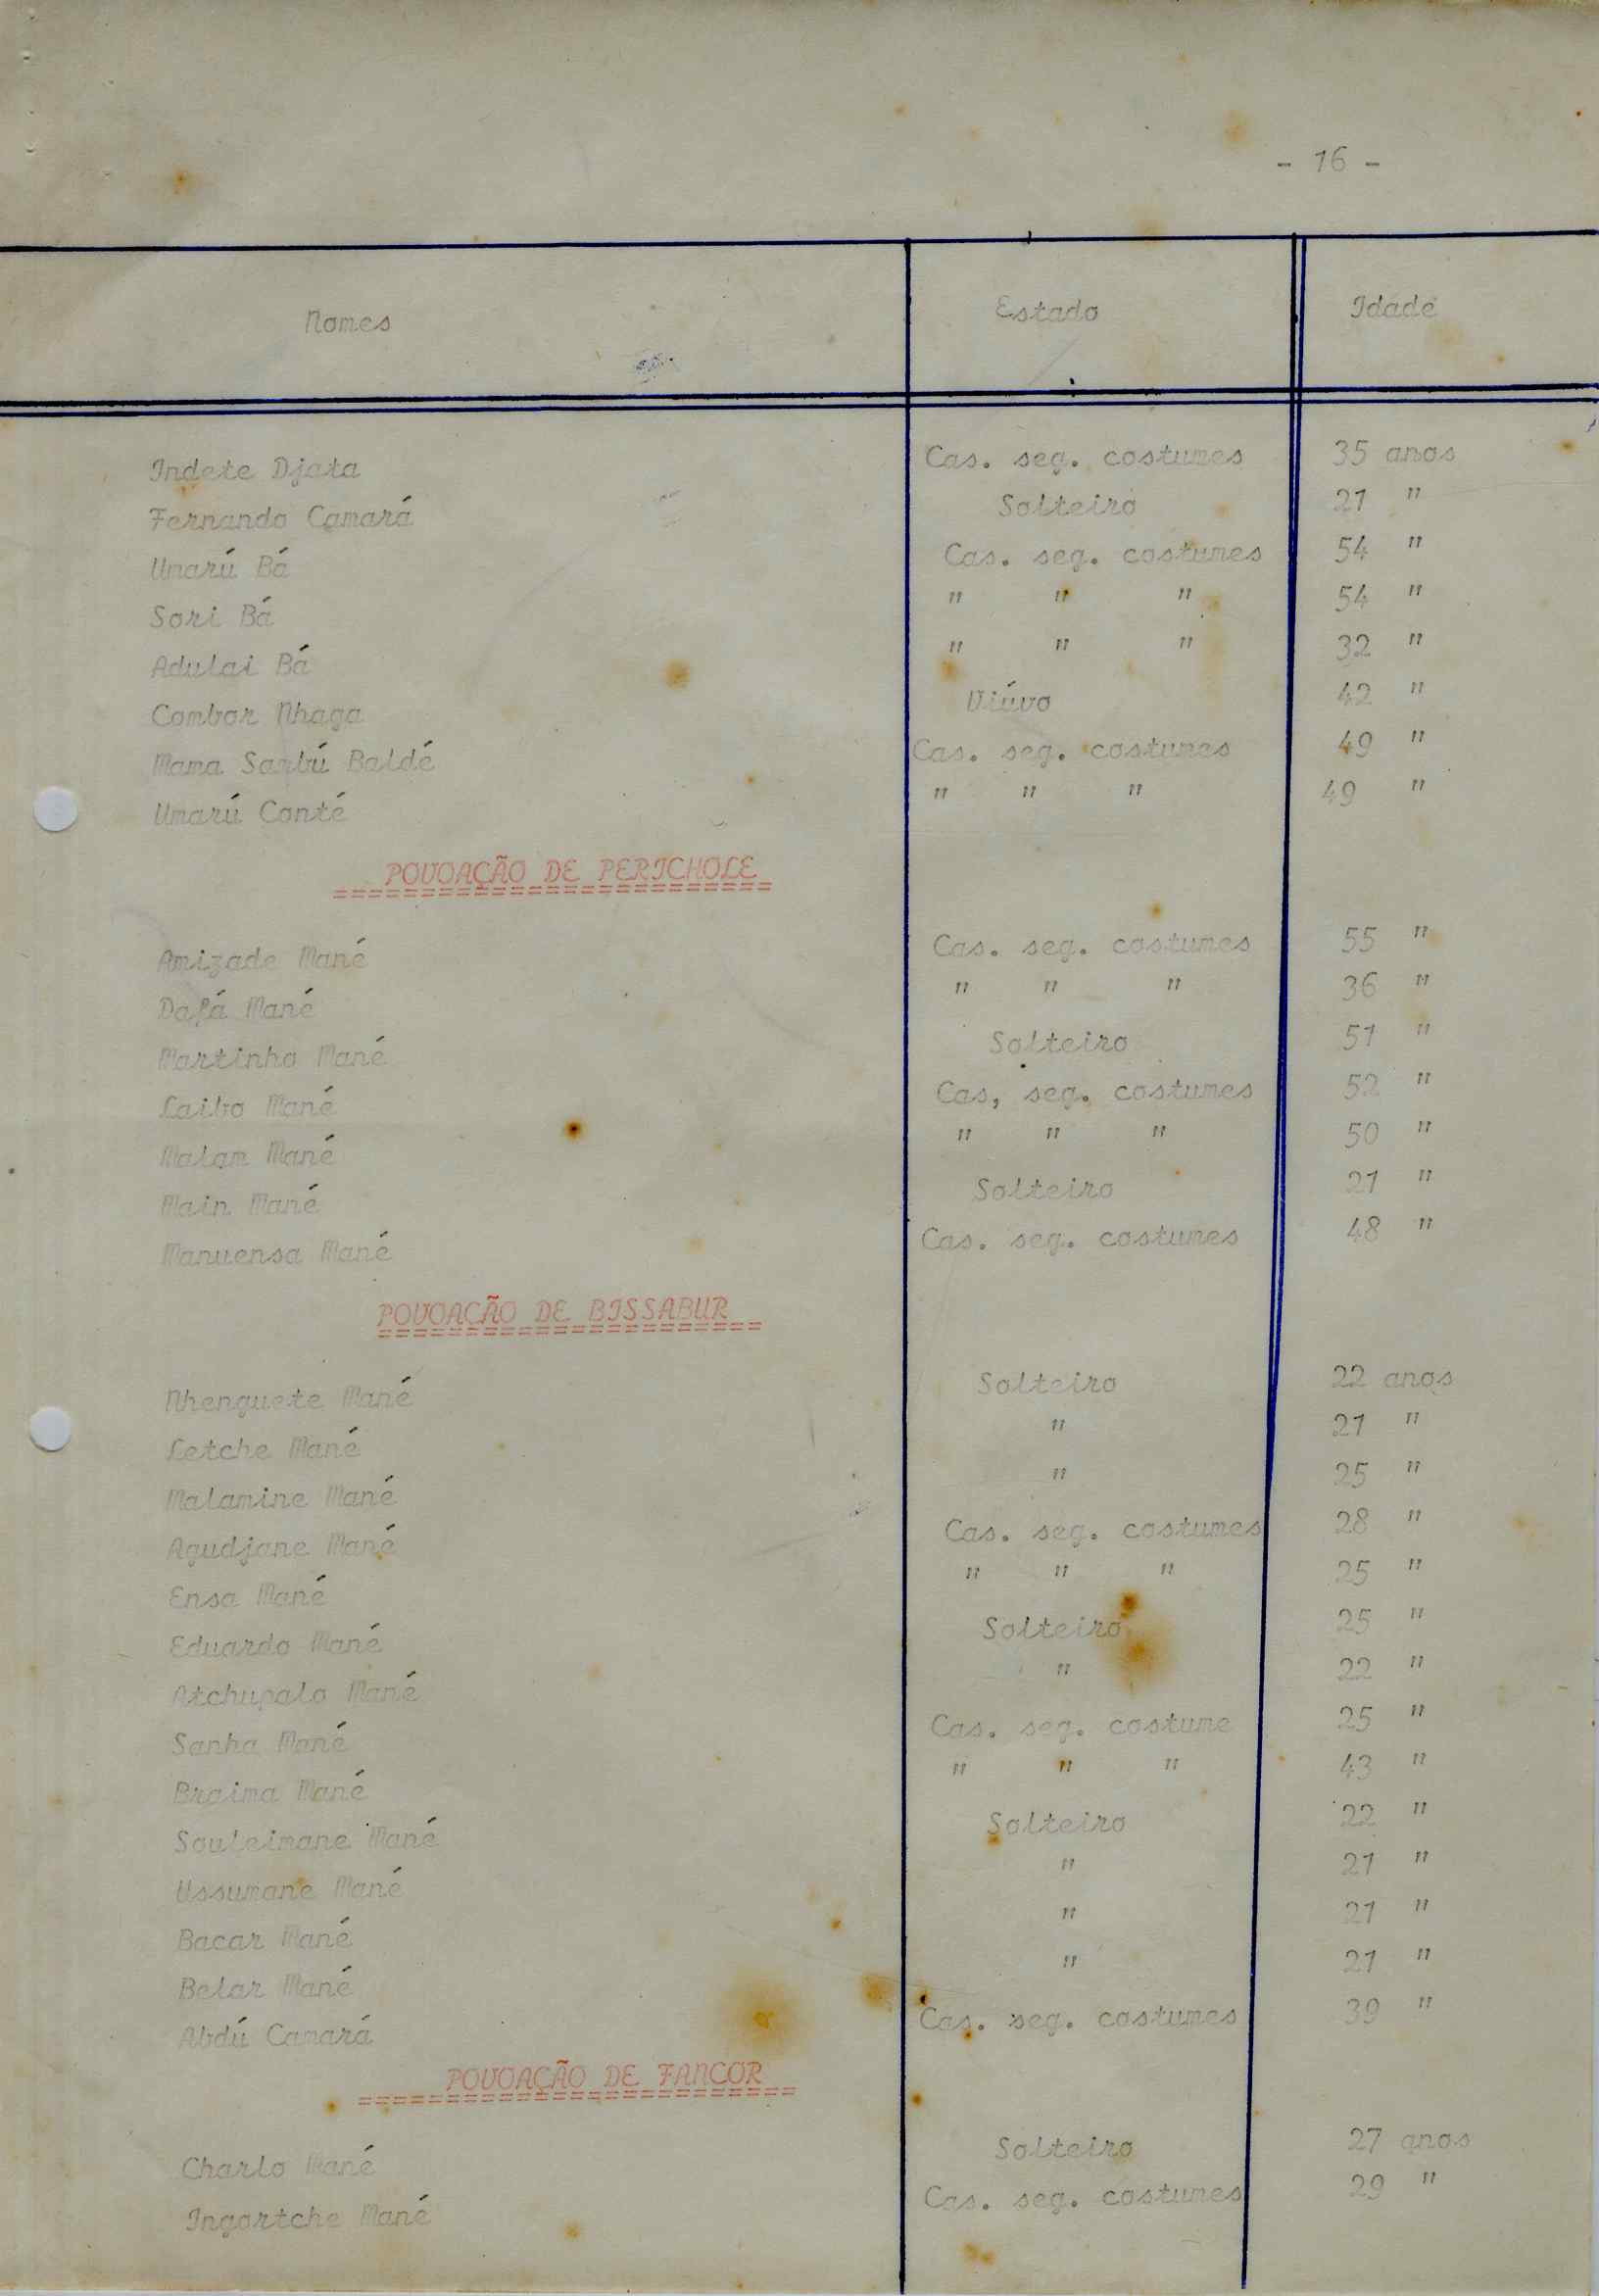 - 16 -
Nomes Estado Idade
Indete Djata Cas. seg. costumes 35 anos
Fernando Camará Solteiro 21 "
Umarú Bá Cas. seg. costumes 54 "
Sori Bá " " " 54 "
Adulai Bá " " " 32 "
Combor Nhaga Viúvo 42 "
Mama Sambú Baldé Cas. seg. costumes 49 "
Umarú Conté " " " 49 "
POVOAÇÃO DE PERICHOLE
Amizade Mané Cas. seg. costumes 55 "
Dafá Mané " " " 36 "
Martinho Mané Solteiro 51 "
Laibo Mané Cas, seg. costumes 52 "
Malam Mané " " " 50 "
Main Mané Solteiro 21 "
Manuensa Mané Cas. seg. costumes 48 "
POVOAÇÃO DE BISSABUR
Nhenguete Mané Solteiro 22 anos
Letche Mané " 21 "
Malamine Mané " 25 "
Agudjane Mané Cas. seg. costumes 28 "
Ensa Mané " " " 25 "
Eduardo Mané Solteiro 25 "
Atchupalo Mané " 22 "
Sanha Mané Cas. seg. costume 25 "
Braima Mané " " " 43 "
Souleimane Mané Solteiro 22 "
Ussumane Mané " 21 "
Bacar Mané " 21 "
Belar Mané " 21 "
Abdú Camará Cas. seg. costumes 39 "
POVOAÇÃO DE FANCOR
Charlo Mané Solteiro 27 anos
Ingortche Mané Cas. seg. costumes 29 "